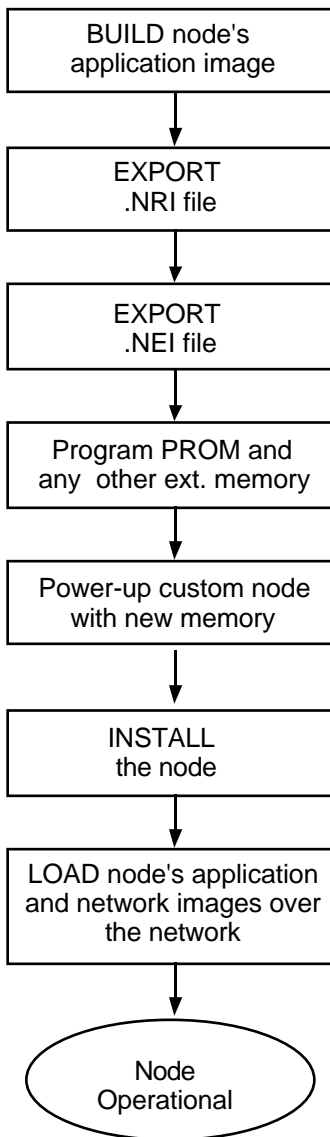 BUILD node's
application image
EXPORT
.NRI file
EXPORT
.NEI file
Program PROM and
any other ext. memory
Power-up custom node
with new memory
INSTALL
the node
LOAD node's application
and network images over
the network
Node
Operational